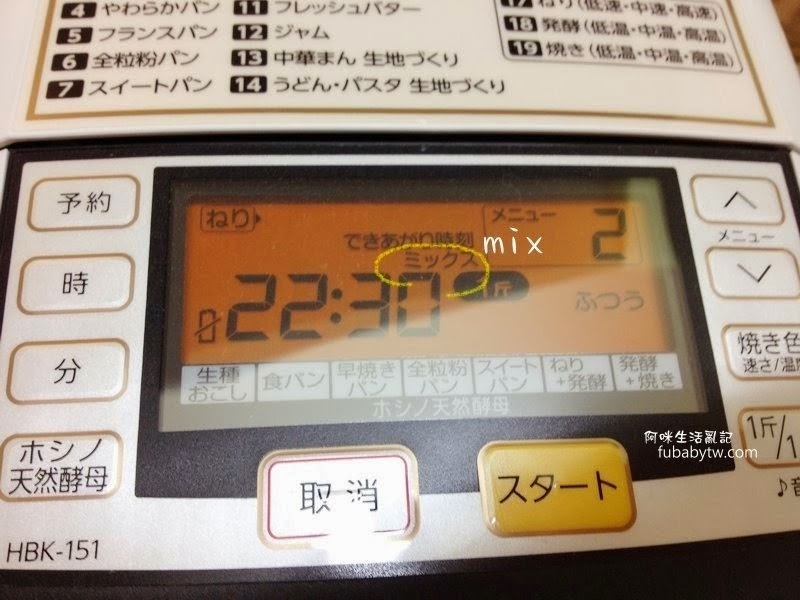 4 やわらかパン
5 フランスパン
6 全粒粉パン
7 スイートパン
11 フレッシュバター
12 ジャム
13 中華まん 生地づくり
14 うどん・パスタ 生地づくり
17 ねり(低速・中速・高速)
18 発酵(低温・中温・高温)
19 焼き(低温・中温・高温)
予約
時
分
ホシノ
天然酵母
ねり
できあがり時刻
ミックス
mix
メニュー 2
22:30
1斤
ふつう
生種
おこし
食パン
早焼き
パン
全粒粉
パン
スイート
パン
ねり
+発酵
発酵
+焼き
ホシノ天然酵母
メニュー
焼き色
速さ/温度
1斤/1
♪音
取消
スタート
阿咪生活亂記
fubabytw.com
HBK-151